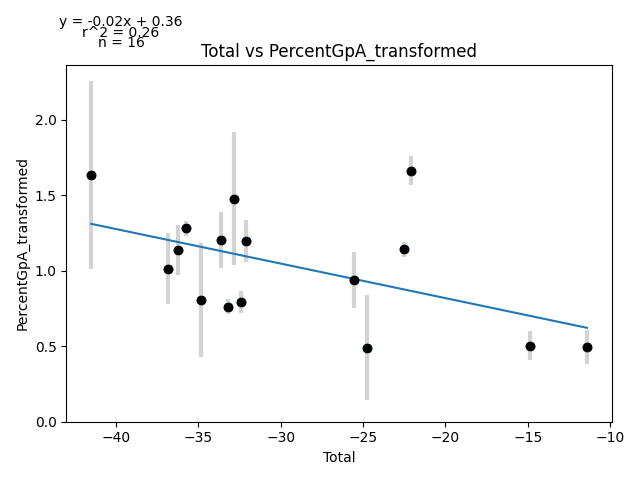 y = -0.02x + 0.36
r^2 = 0.26
n = 16
Total vs PercentGpA_transformed
PercentGpA_transformed
2.0
1.5
1.0
0.5
0.0
−40
−35
−30
−25
−20
−15
−10
Total